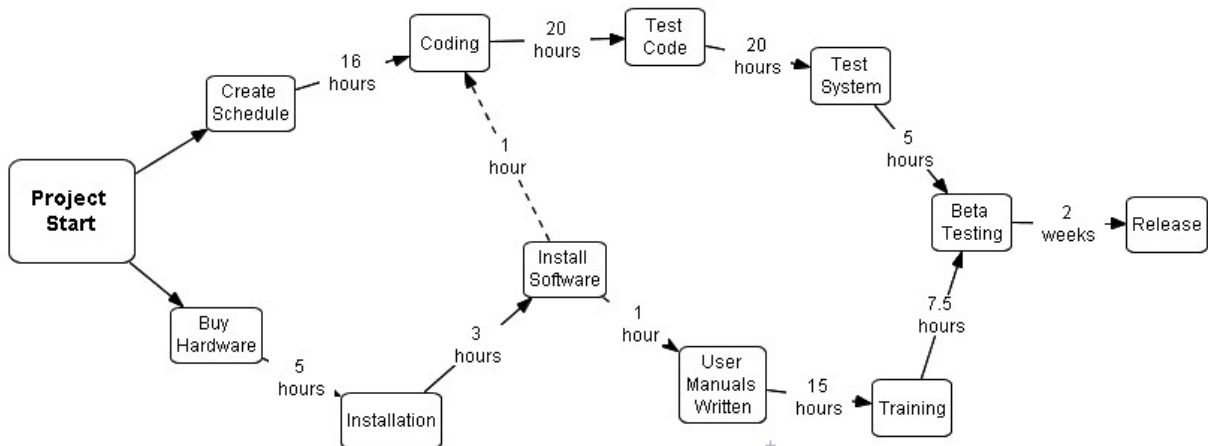 Project
Start
Create
Schedule
16
hours
Coding
20
hours
Test
Code
20
hours
Test
System
5
hours
Beta
Testing
2
weeks
Release
Buy
Hardware
5
hours
Installation
3
hours
Install
Software
1
hour
1
hour
User
Manuals
Written
15
hours
Training
7.5
hours